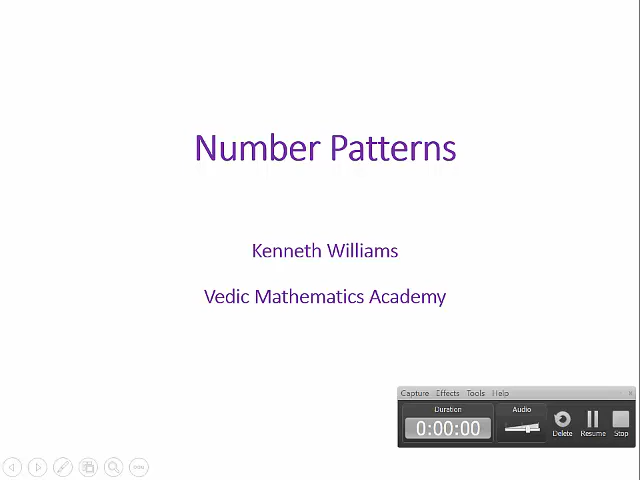 Number Patterns
Kenneth Williams
Vedic Mathematics Academy
Capture Effects Tools Help
Duration
Audio
0:00:00
Delete Resume Stop